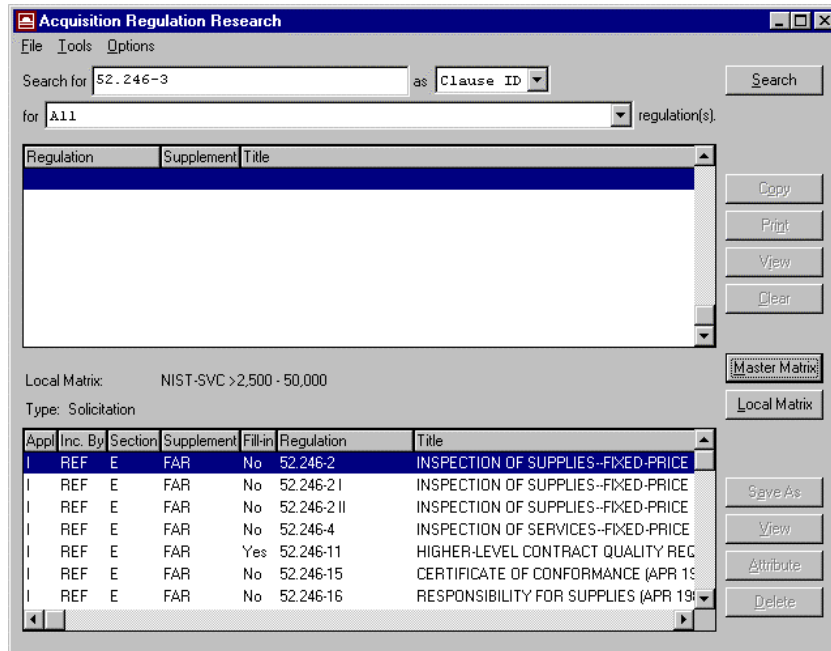 Acquisition Regulation Research
File Tools Options
Search for 52.246-3 as Clause ID Search
for All regulation(s).
Regulation Supplement Title
Copy
Print
View
Clear
Master Matrix
Local Matrix: NIST-SVC >2,500 - 50,000
Local Matrix
Type: Solicitation
Appl Inc. By Section Supplement Fill-in Regulation Title
I REF E FAR No 52.246-2 INSPECTION OF SUPPLIES--FIXED-PRICE
I REF E FAR No 52.246-2 I INSPECTION OF SUPPLIES--FIXED-PRICE
I REF E FAR No 52.246-2 II INSPECTION OF SUPPLIES--FIXED-PRICE
I REF E FAR No 52.246-4 INSPECTION OF SERVICES--FIXED-PRICE
I REF E FAR Yes 52.246-11 HIGHER-LEVEL CONTRACT QUALITY REQ
I REF E FAR No 52.246-15 CERTIFICATE OF CONFORMANCE (APR 19
I REF E FAR No 52.246-16 RESPONSIBILITY FOR SUPPLIES (APR 19
Save As
View
Attribute
Delete